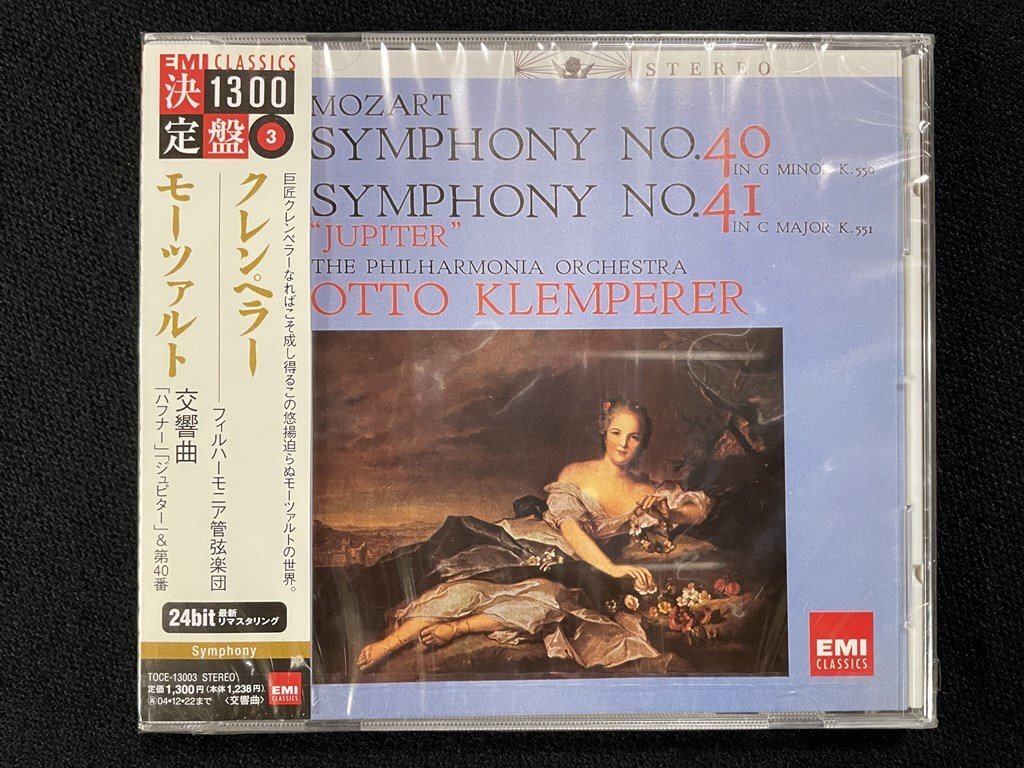 EMI CLASSICS
決定盤
1300
3
巨匠クレンペラーなればこそ成し得るこの悠揚迫らぬモーツァルトの世界。
クレンペラー
フィルハーモニア管弦楽団
モーツァルト
交響曲
「ハフナー」「ジュピター」&第40番
24bit 最新リマスタリング
Symphony
TOCE-13003 STEREO
定価1,300円(本体1,238円)
再 04•12•22まで 〈交響曲〉
EMI CLASSICS
STEREO
MOZART
SYMPHONY NO.40
IN G MINOR K.550
SYMPHONY NO.41
IN C MAJOR K.551
"JUPITER"
THE PHILHARMONIA ORCHESTRA
OTTO KLEMPERER
EMI
CLASSICS